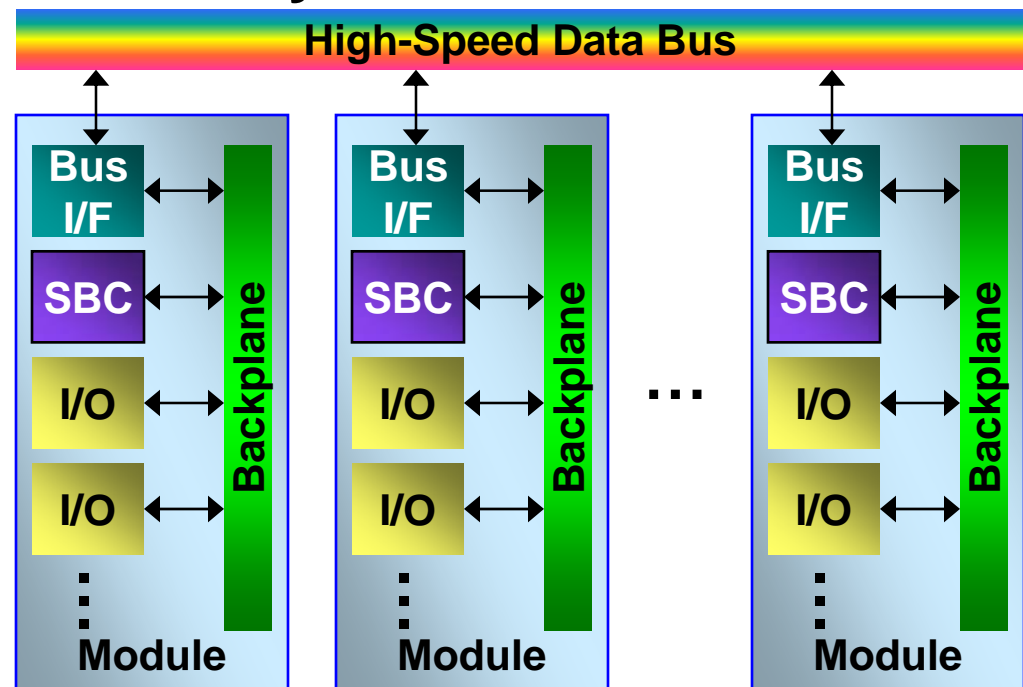 High-Speed Data Bus
Bus
I/F
SBC
I/O
I/O
Backplane
Module
Bus
I/F
SBC
I/O
I/O
Backplane
Module
...
Bus
I/F
SBC
I/O
I/O
Backplane
Module